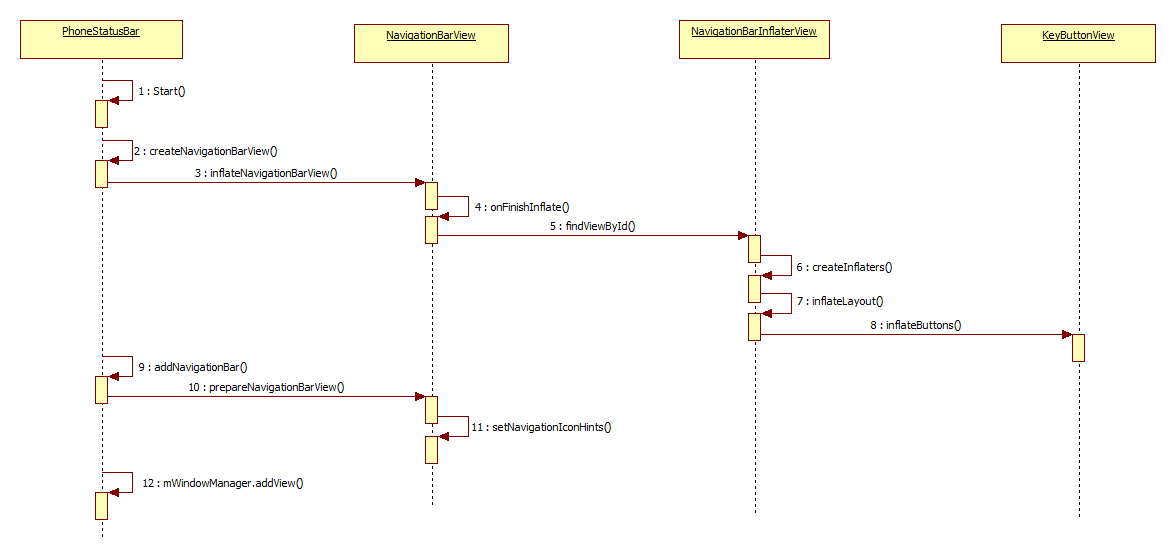 PhoneStatusBar
NavigationBarView
NavigationBarInflaterView
KeyButtonView
1 : Start()
2 : createNavigationBarView()
3 : inflateNavigationBarView()
4 : onFinishInflate()
5 : findViewById()
6 : createInflaters()
7 : inflateLayout()
8 : inflateButtons()
9 : addNavigationBar()
10 : prepareNavigationBarView()
11 : setNavigationIconHints()
12 : mWindowManager.addView()